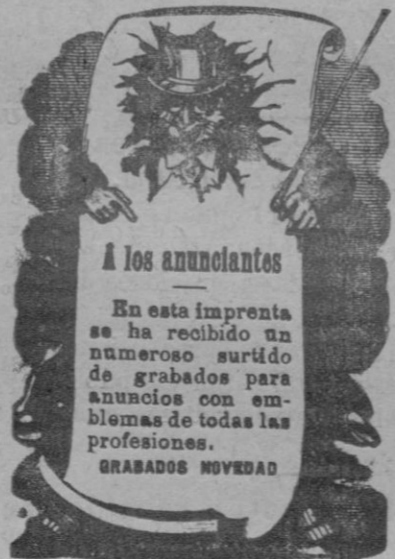 Á los anunciantes
En esta imprenta
se ha recibido un
numeroso surtido
de grabados para
anuncios con em-
blemas de todas las
profesiones.
GRABADOS NOVEDAD